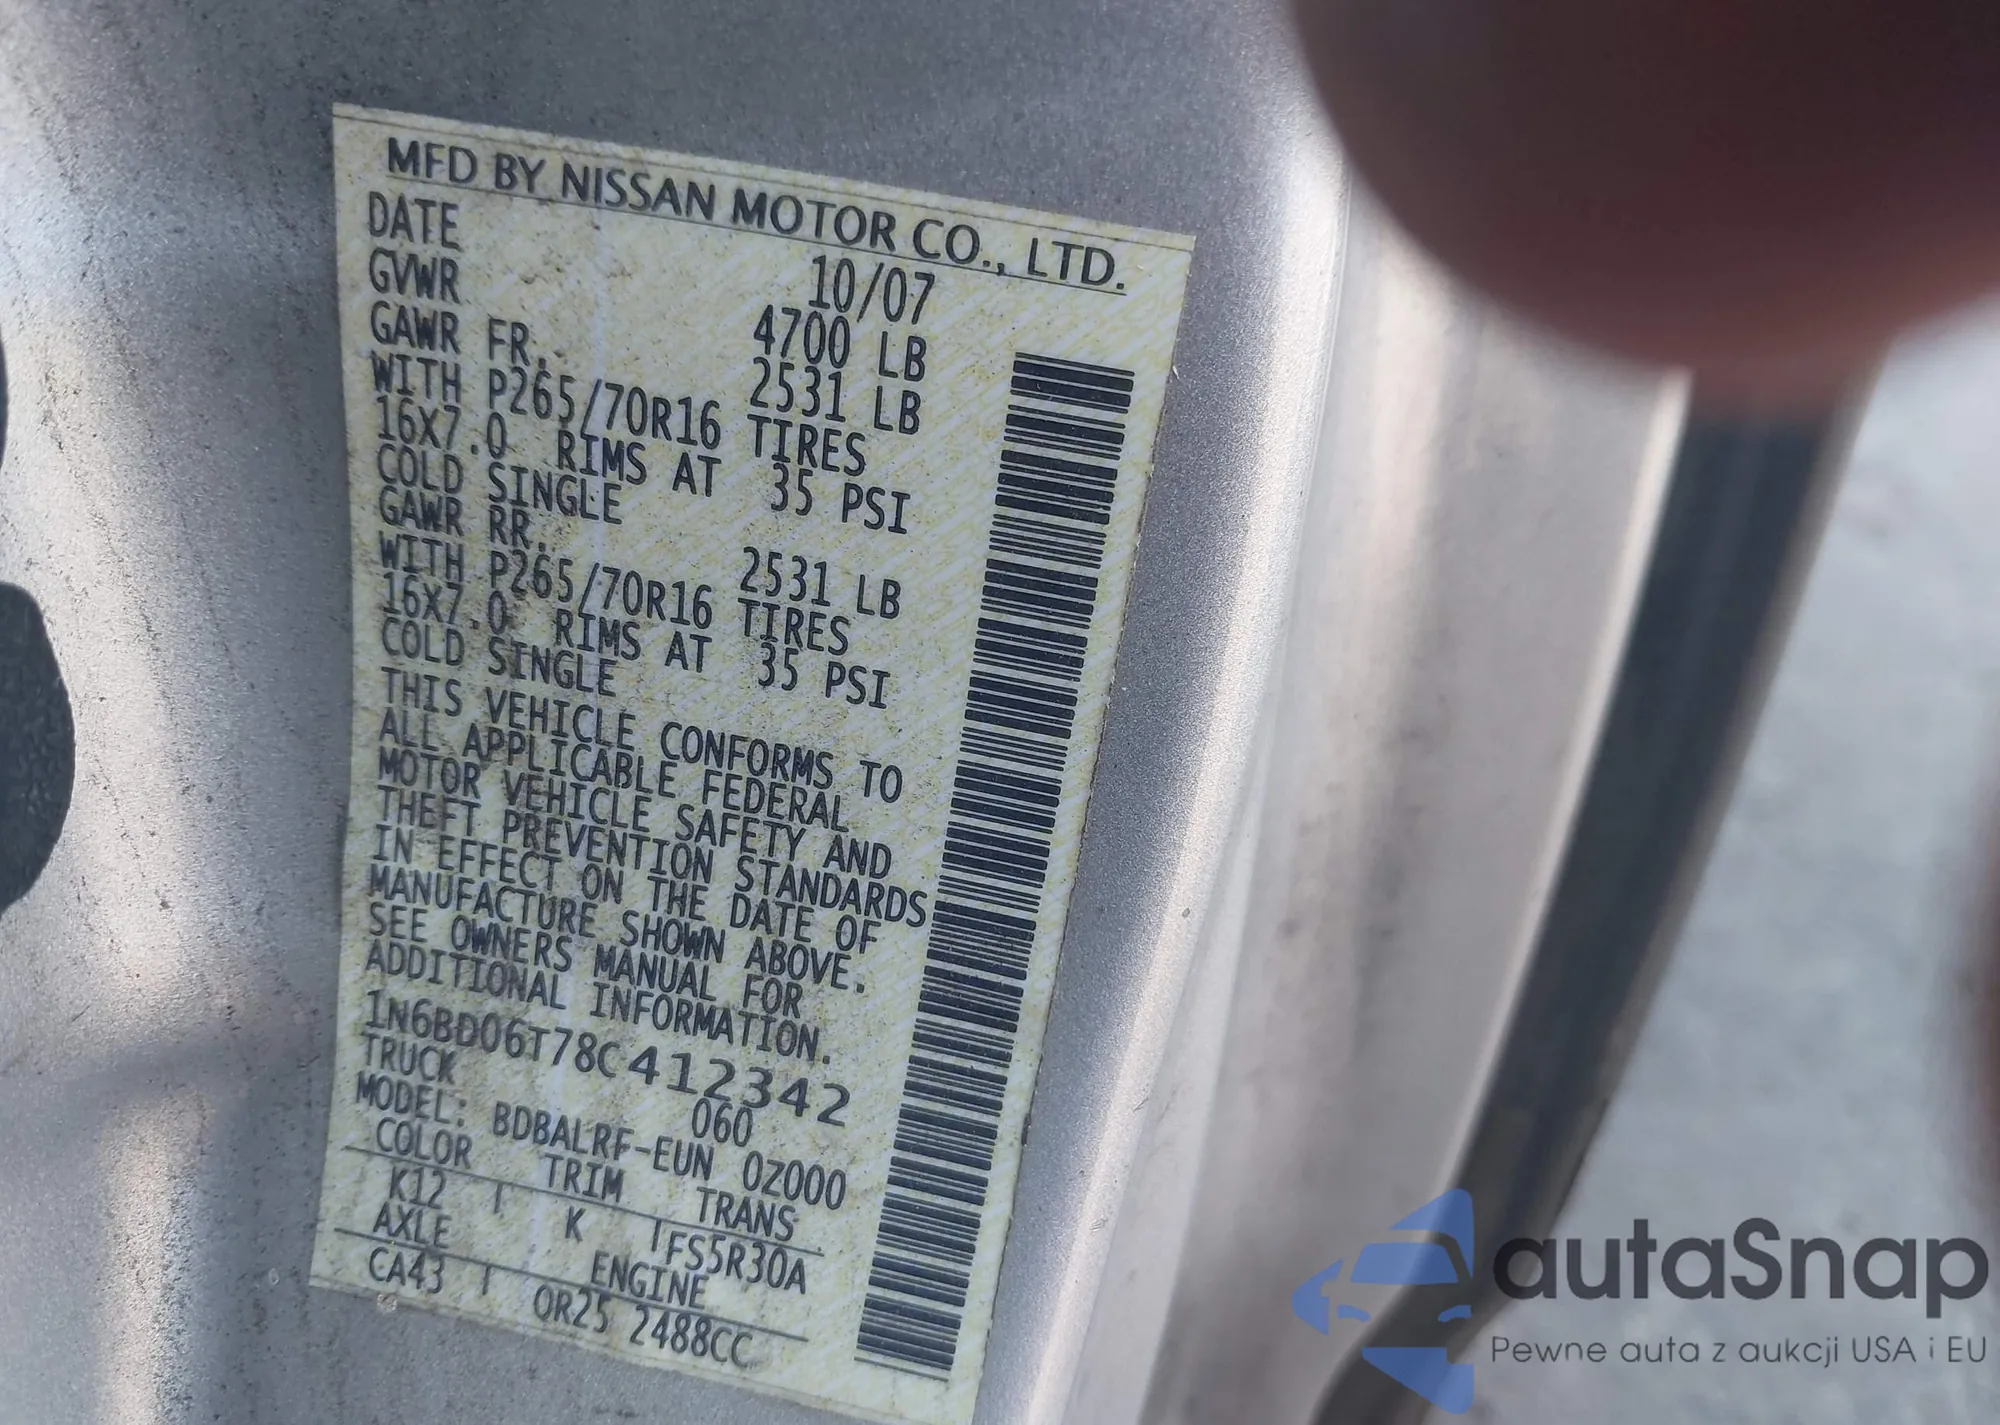 MFD BY NISSAN MOTOR CO., LTD.
DATE 10/07
GVWR 4700 LB
GAWR FR. 2531 LB
WITH P265/70R16 TIRES
16X7.0 RIMS AT 35 PSI
COLD SINGLE
GAWR RR. 2531 LB
WITH P265/70R16 TIRES
16X7.0 RIMS AT 35 PSI
COLD SINGLE
THIS VEHICLE CONFORMS TO
ALL APPLICABLE FEDERAL
MOTOR VEHICLE SAFETY AND
THEFT PREVENTION STANDARDS
IN EFFECT ON THE DATE OF
MANUFACTURE SHOWN ABOVE.
SEE OWNERS MANUAL FOR
ADDITIONAL INFORMATION.
1N6BD06T78C412342
TRUCK 060
MODEL: BDBALRF-EUN 0Z000
COLOR TRIM TRANS
K12 K FS5R30A
AXLE ENGINE
CA43 QR25 2488CC
autaSnap
Pewne auta z aukcji USA i EU